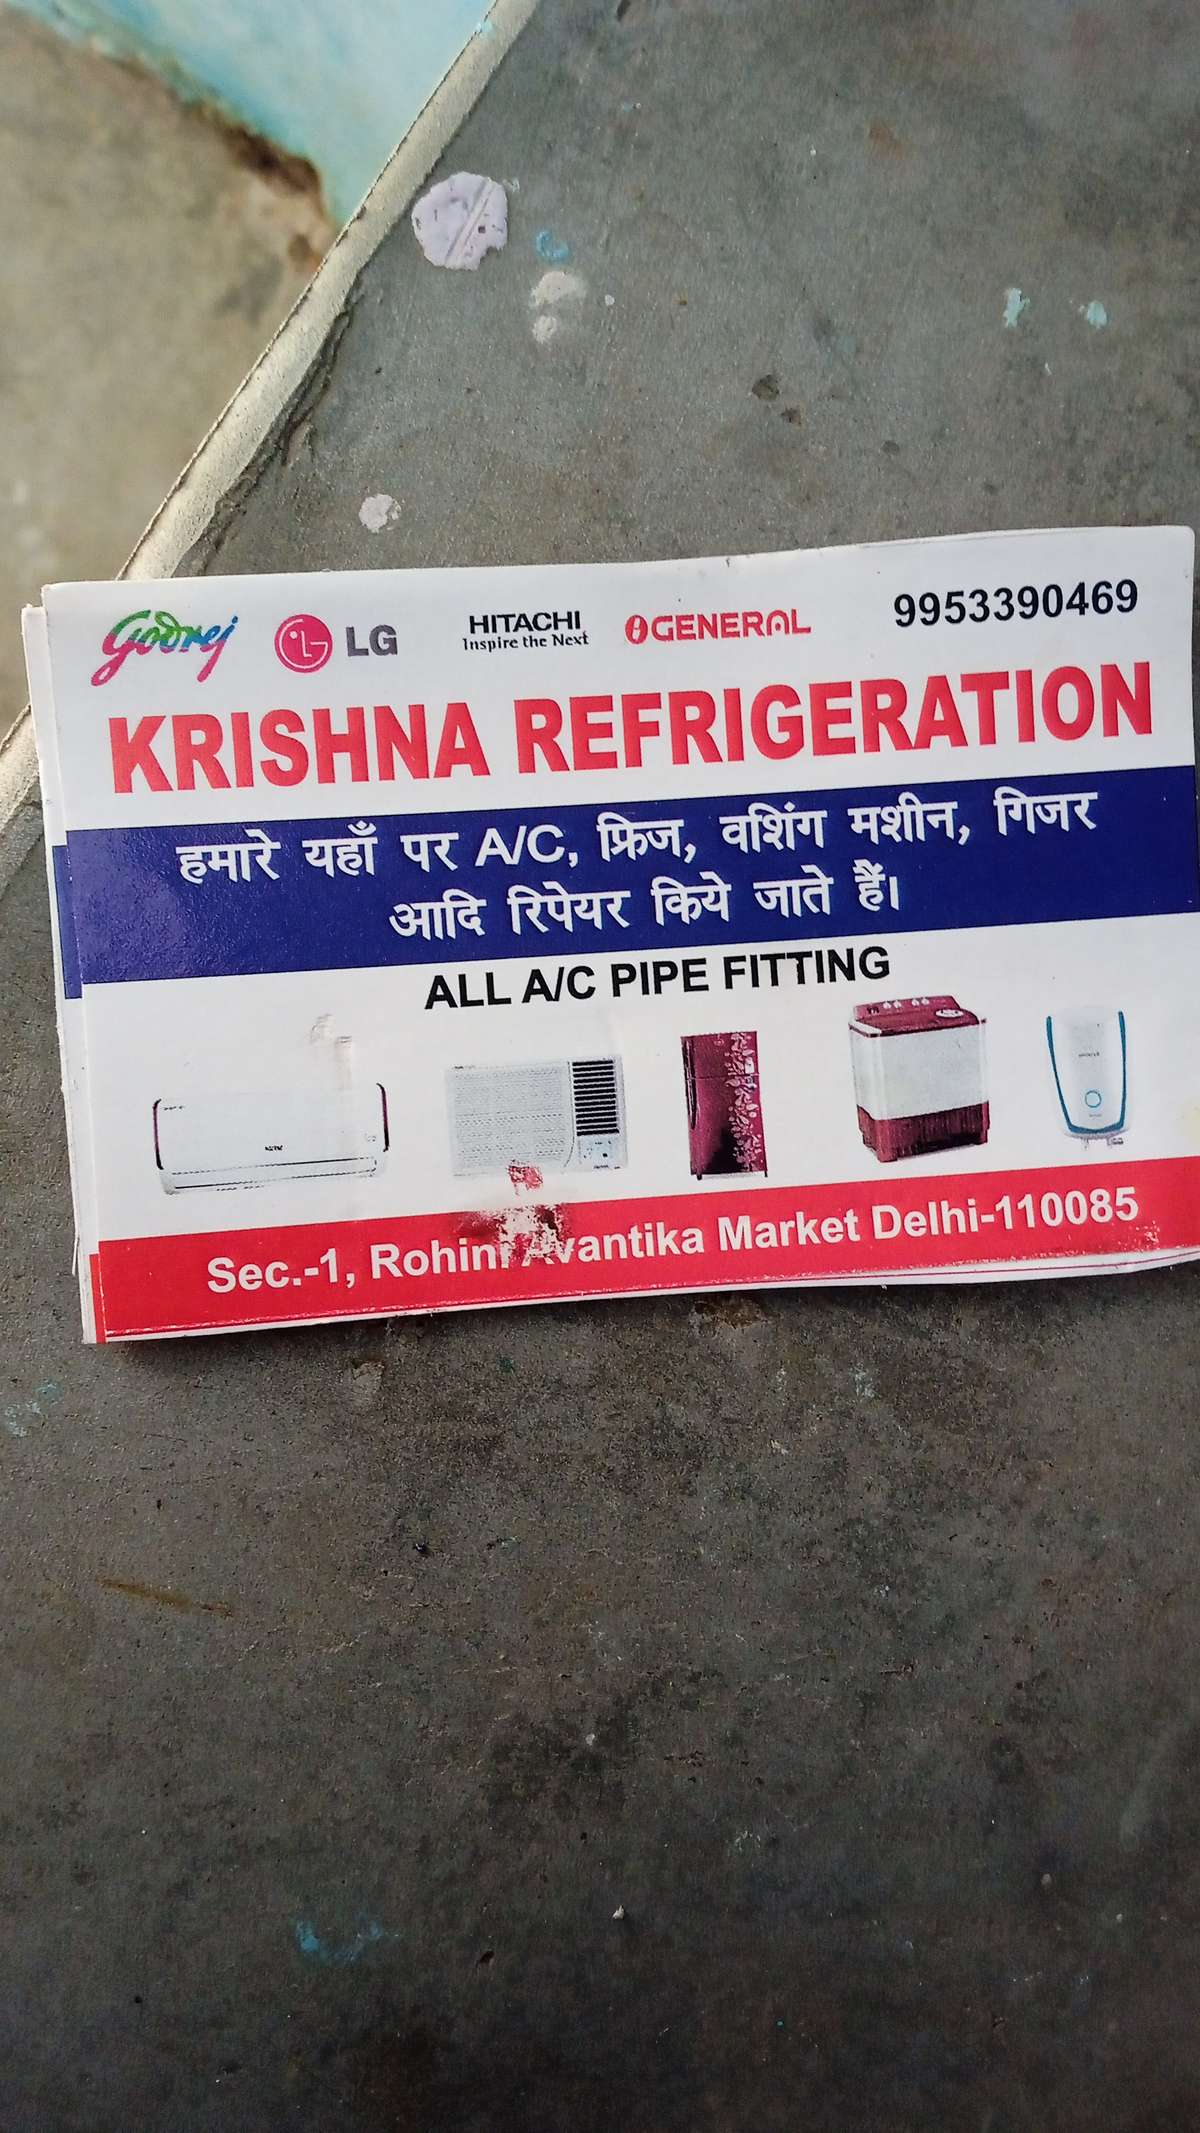 Godrej LG HITACHI GENERAL 9953390469
Inspire the Next
KRISHNA REFRIGERATION
हमारे यहाँ पर A/C, फ्रिज, वशिंग मशीन, गिजर
आदि रिपेयर किये जाते हैं।
ALL A/C PIPE FITTING
Sec.-1, Rohini Avantika Market Delhi-110085